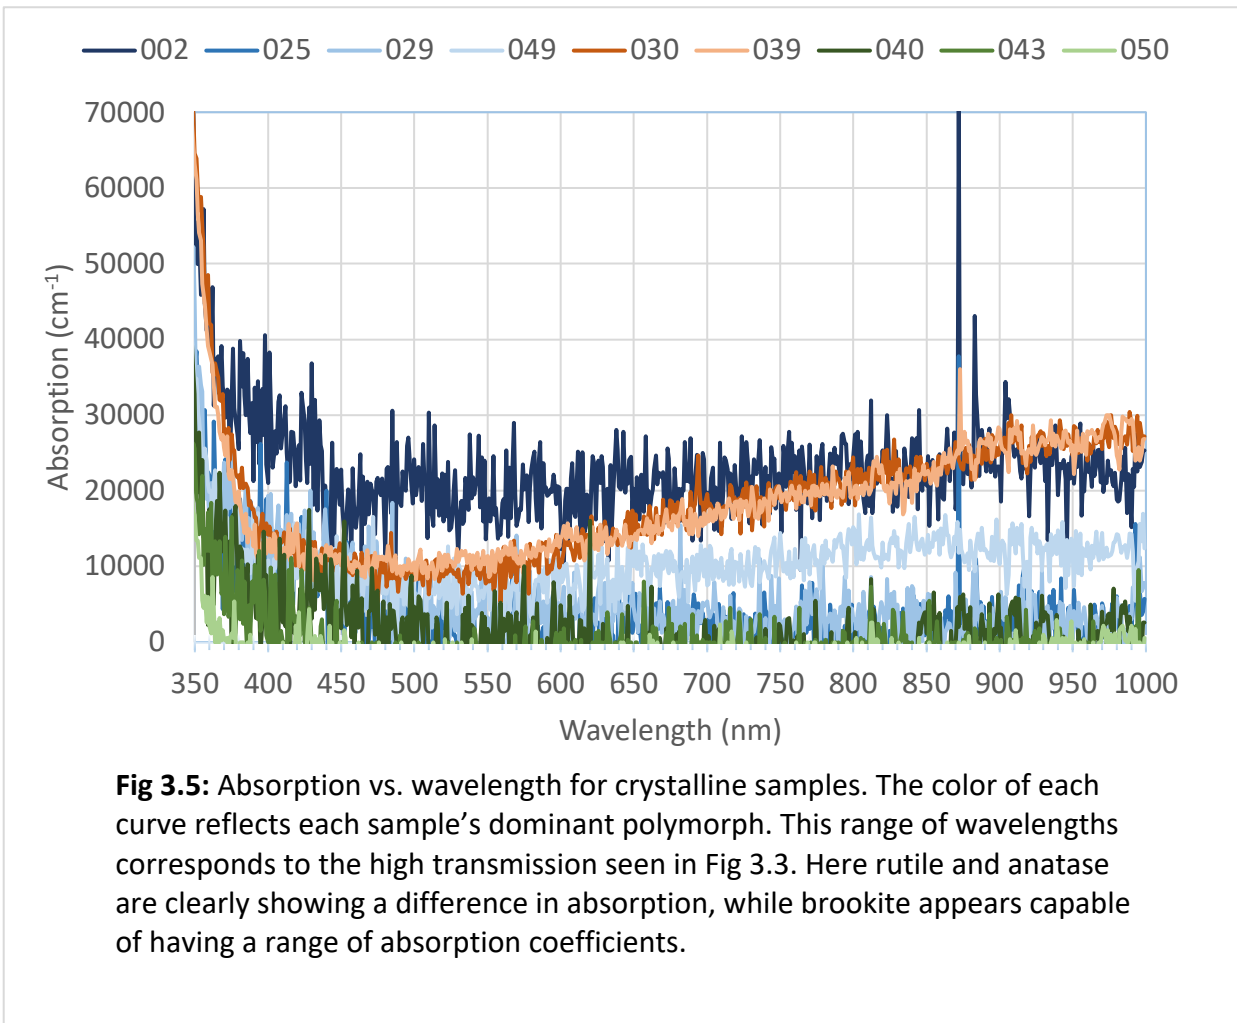 002 025 029 049 030 039 040 043 050
70000
60000
50000
40000
30000
20000
10000
0
Absorption (cm-1)
350 400 450 500 550 600 650 700 750 800 850 900 950 1000
Wavelength (nm)
Fig 3.5: Absorption vs. wavelength for crystalline samples. The color of each
curve reflects each sample’s dominant polymorph. This range of wavelengths
corresponds to the high transmission seen in Fig 3.3. Here rutile and anatase
are clearly showing a difference in absorption, while brookite appears capable
of having a range of absorption coefficients.